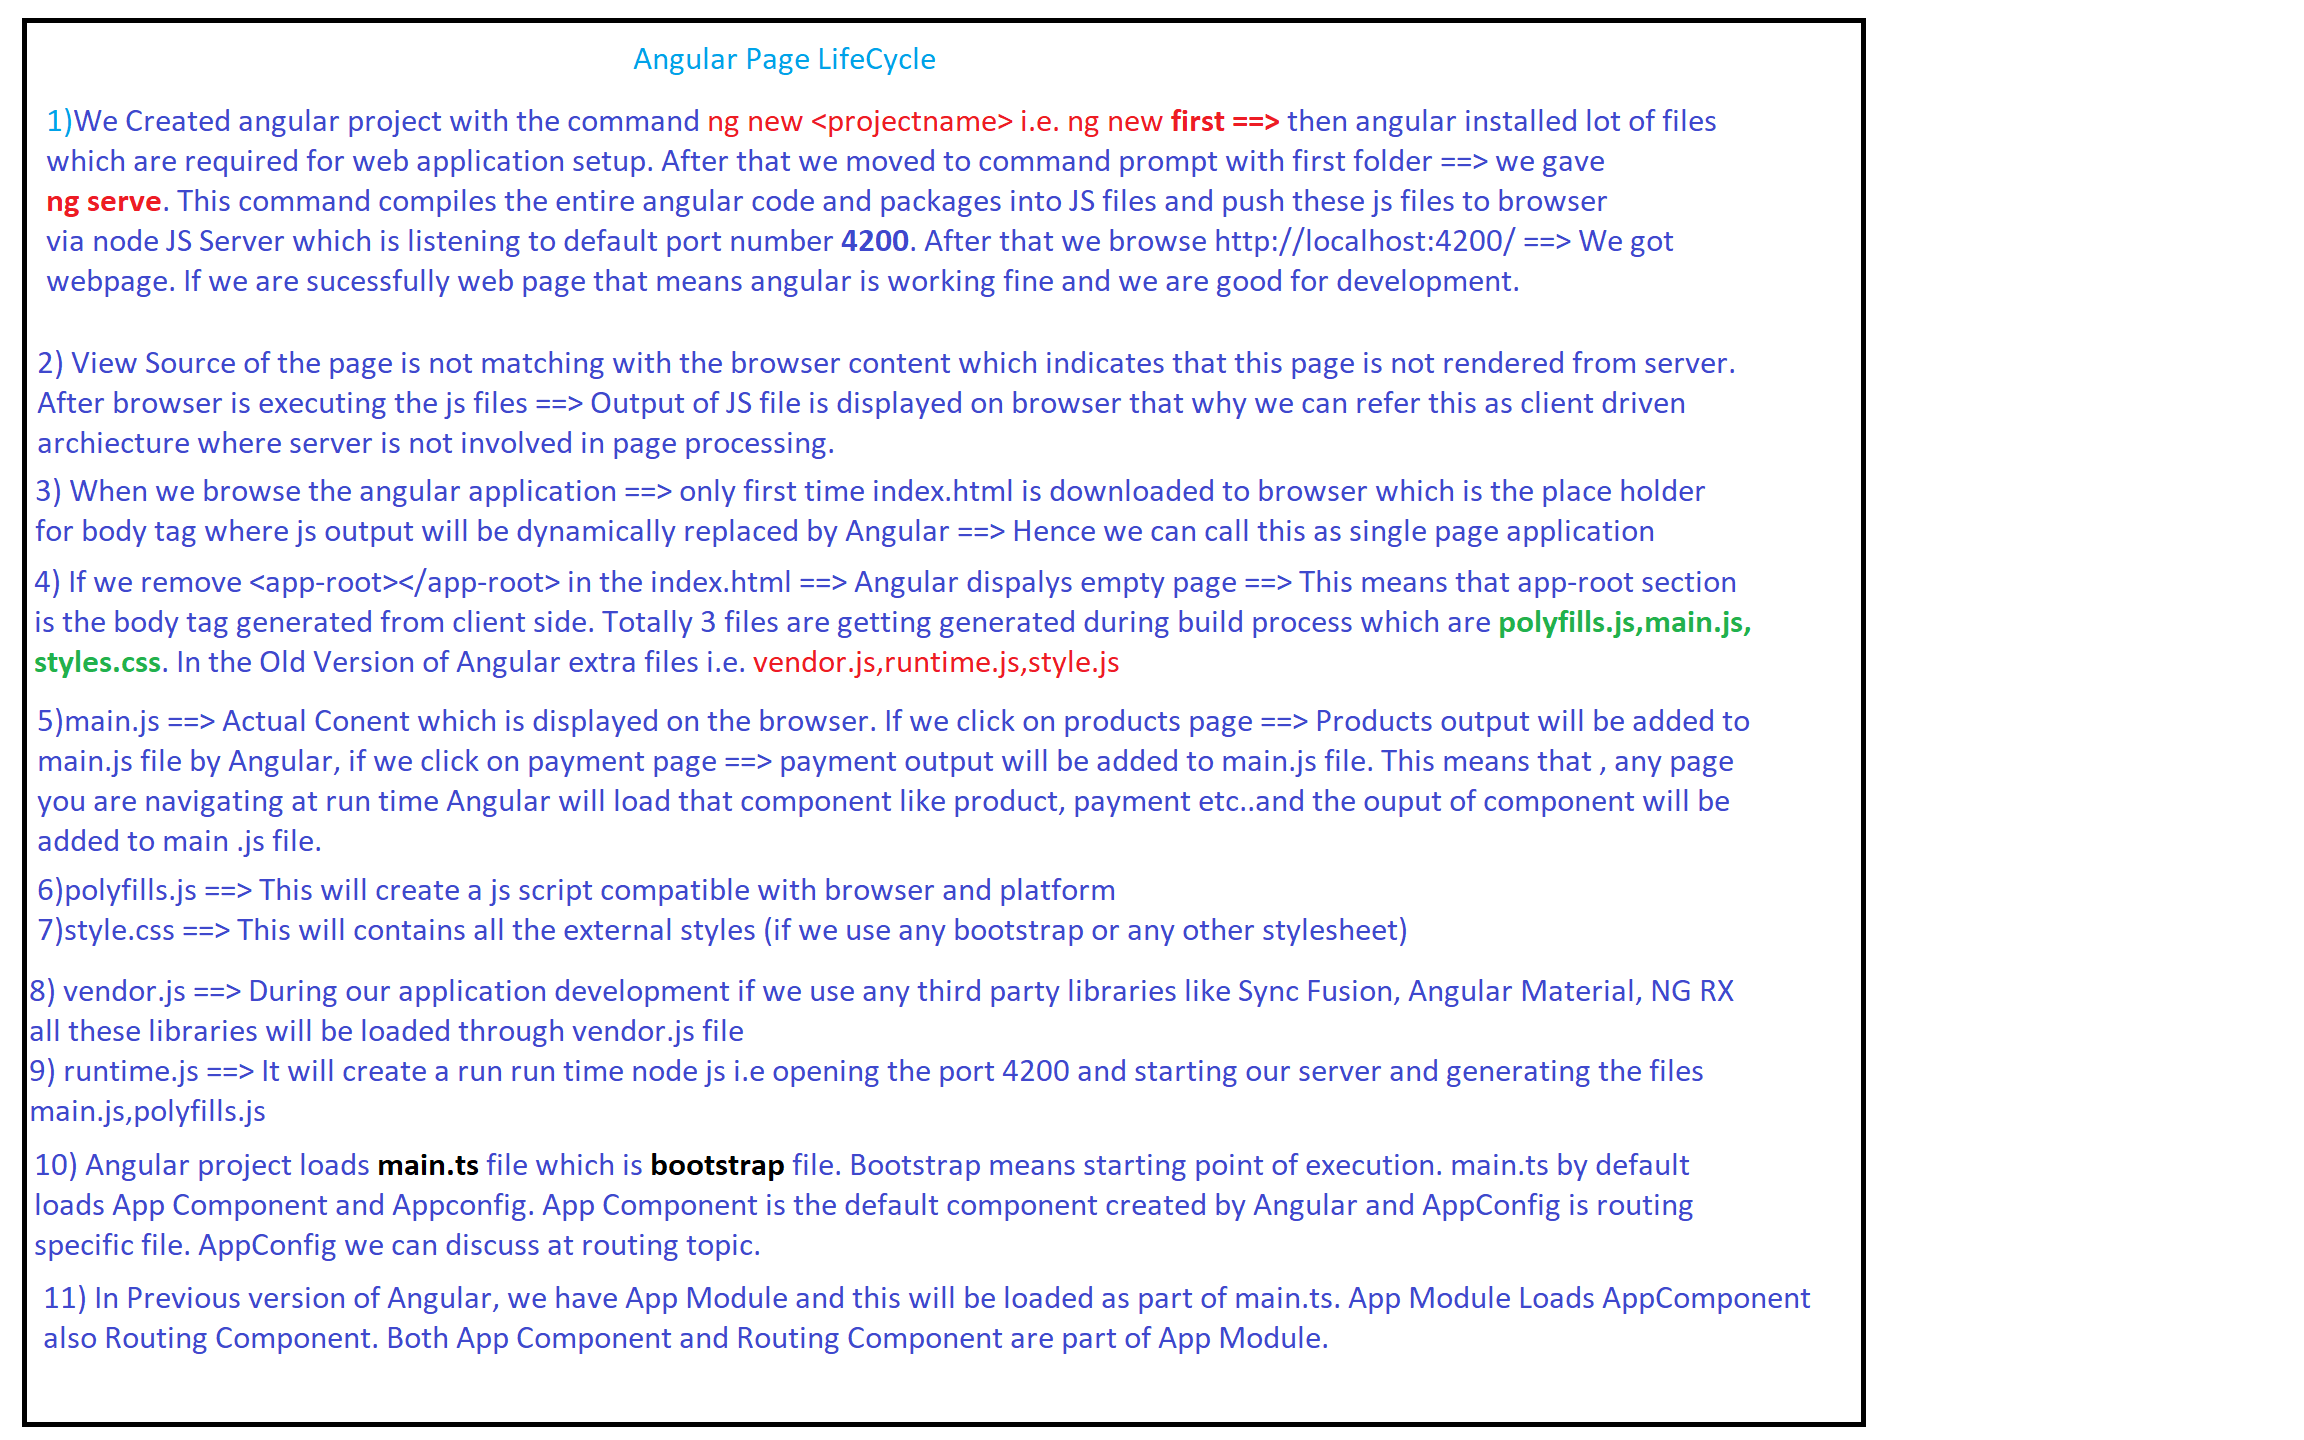 Angular Page LifeCycle
1)We Created angular project with the command ng new <projectname> i.e. ng new first ==> then angular installed lot of files
which are required for web application setup. After that we moved to command prompt with first folder ==> we gave
ng serve. This command compiles the entire angular code and packages into JS files and push these js files to browser
via node JS Server which is listening to default port number 4200. After that we browse http://localhost:4200/ ==> We got
webpage. If we are sucessfully web page that means angular is working fine and we are good for development.
2) View Source of the page is not matching with the browser content which indicates that this page is not rendered from server.
After browser is executing the js files ==> Output of JS file is displayed on browser that why we can refer this as client driven
archiecture where server is not involved in page processing.
3) When we browse the angular application ==> only first time index.html is downloaded to browser which is the place holder
for body tag where js output will be dynamically replaced by Angular ==> Hence we can call this as single page application
4) If we remove <app-root></app-root> in the index.html ==> Angular dispalys empty page ==> This means that app-root section
is the body tag generated from client side. Totally 3 files are getting generated during build process which are polyfills.js,main.js,
styles.css. In the Old Version of Angular extra files i.e. vendor.js,runtime.js,style.js
5)main.js ==> Actual Conent which is displayed on the browser. If we click on products page ==> Products output will be added to
main.js file by Angular, if we click on payment page ==> payment output will be added to main.js file. This means that , any page
you are navigating at run time Angular will load that component like product, payment etc..and the ouput of component will be
added to main .js file.
6)polyfills.js ==> This will create a js script compatible with browser and platform
7)style.css ==> This will contains all the external styles (if we use any bootstrap or any other stylesheet)
8) vendor.js ==> During our application development if we use any third party libraries like Sync Fusion, Angular Material, NG RX
all these libraries will be loaded through vendor.js file
9) runtime.js ==> It will create a run run time node js i.e opening the port 4200 and starting our server and generating the files
main.js,polyfills.js
10) Angular project loads main.ts file which is bootstrap file. Bootstrap means starting point of execution. main.ts by default
loads App Component and Appconfig. App Component is the default component created by Angular and AppConfig is routing
specific file. AppConfig we can discuss at routing topic.
11) In Previous version of Angular, we have App Module and this will be loaded as part of main.ts. App Module Loads AppComponent
also Routing Component. Both App Component and Routing Component are part of App Module.